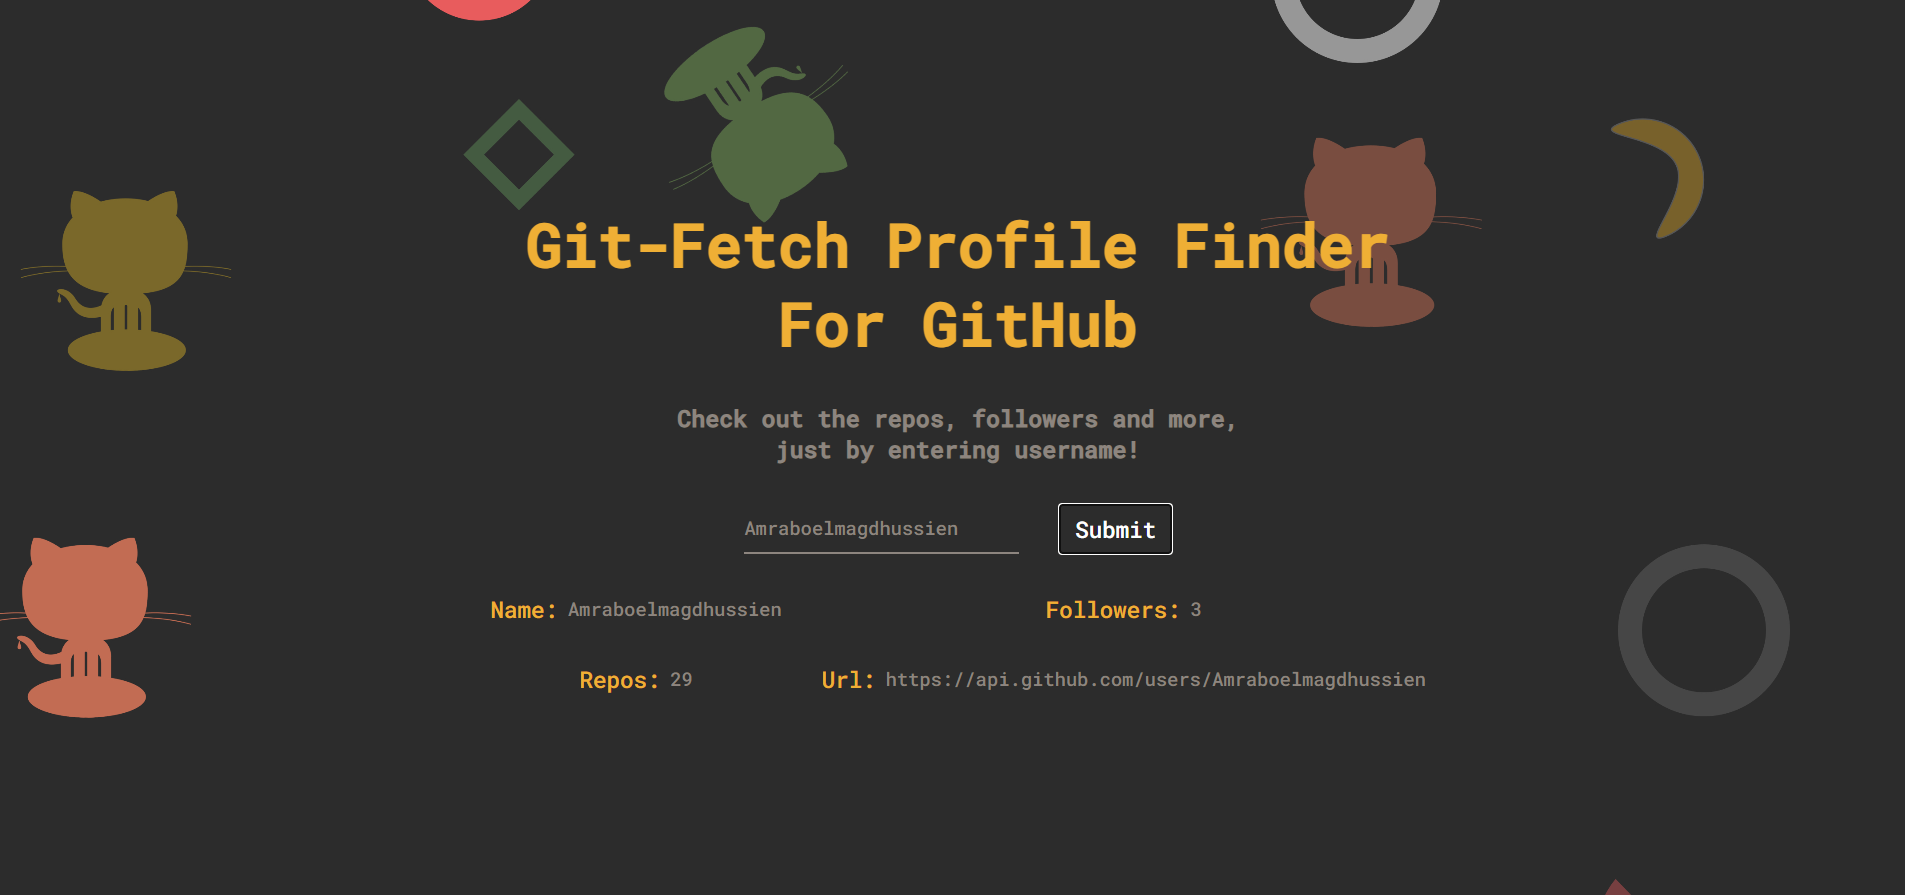 Git-Fetch Profile Finder
For GitHub
Check out the repos, followers and more,
just by entering username!
Amraboelmagdhussien Submit
Name: Amraboelmagdhussien Followers: 3
Repos: 29 Url: https://api.github.com/users/Amraboelmagdhussien